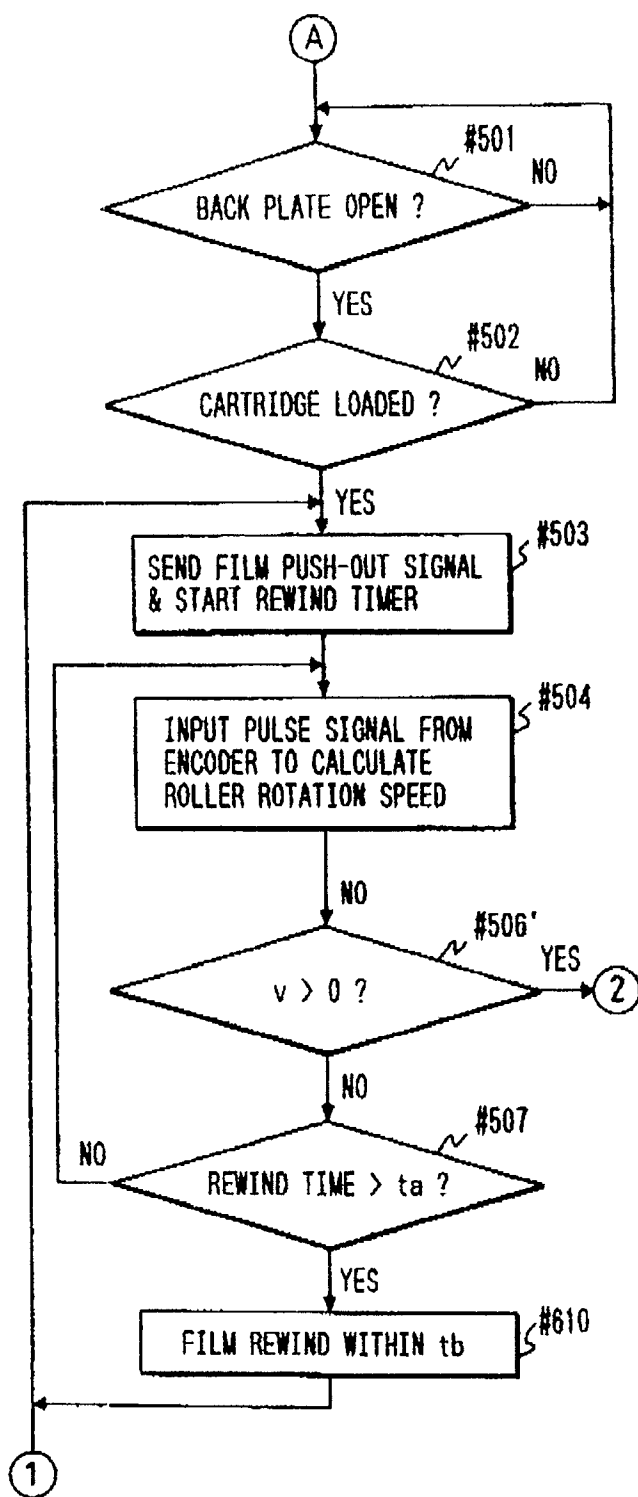 A
#501
BACK PLATE OPEN ?
NO
YES
#502
CARTRIDGE LOADED ?
NO
YES
#503
SEND FILM PUSH-OUT SIGNAL
& START REWIND TIMER
#504
INPUT PULSE SIGNAL FROM
ENCODER TO CALCULATE
ROLLER ROTATION SPEED
NO
#506'
v > 0 ?
YES
2
NO
#507
NO
REWIND TIME > ta ?
YES
#610
FILM REWIND WITHIN tb
1